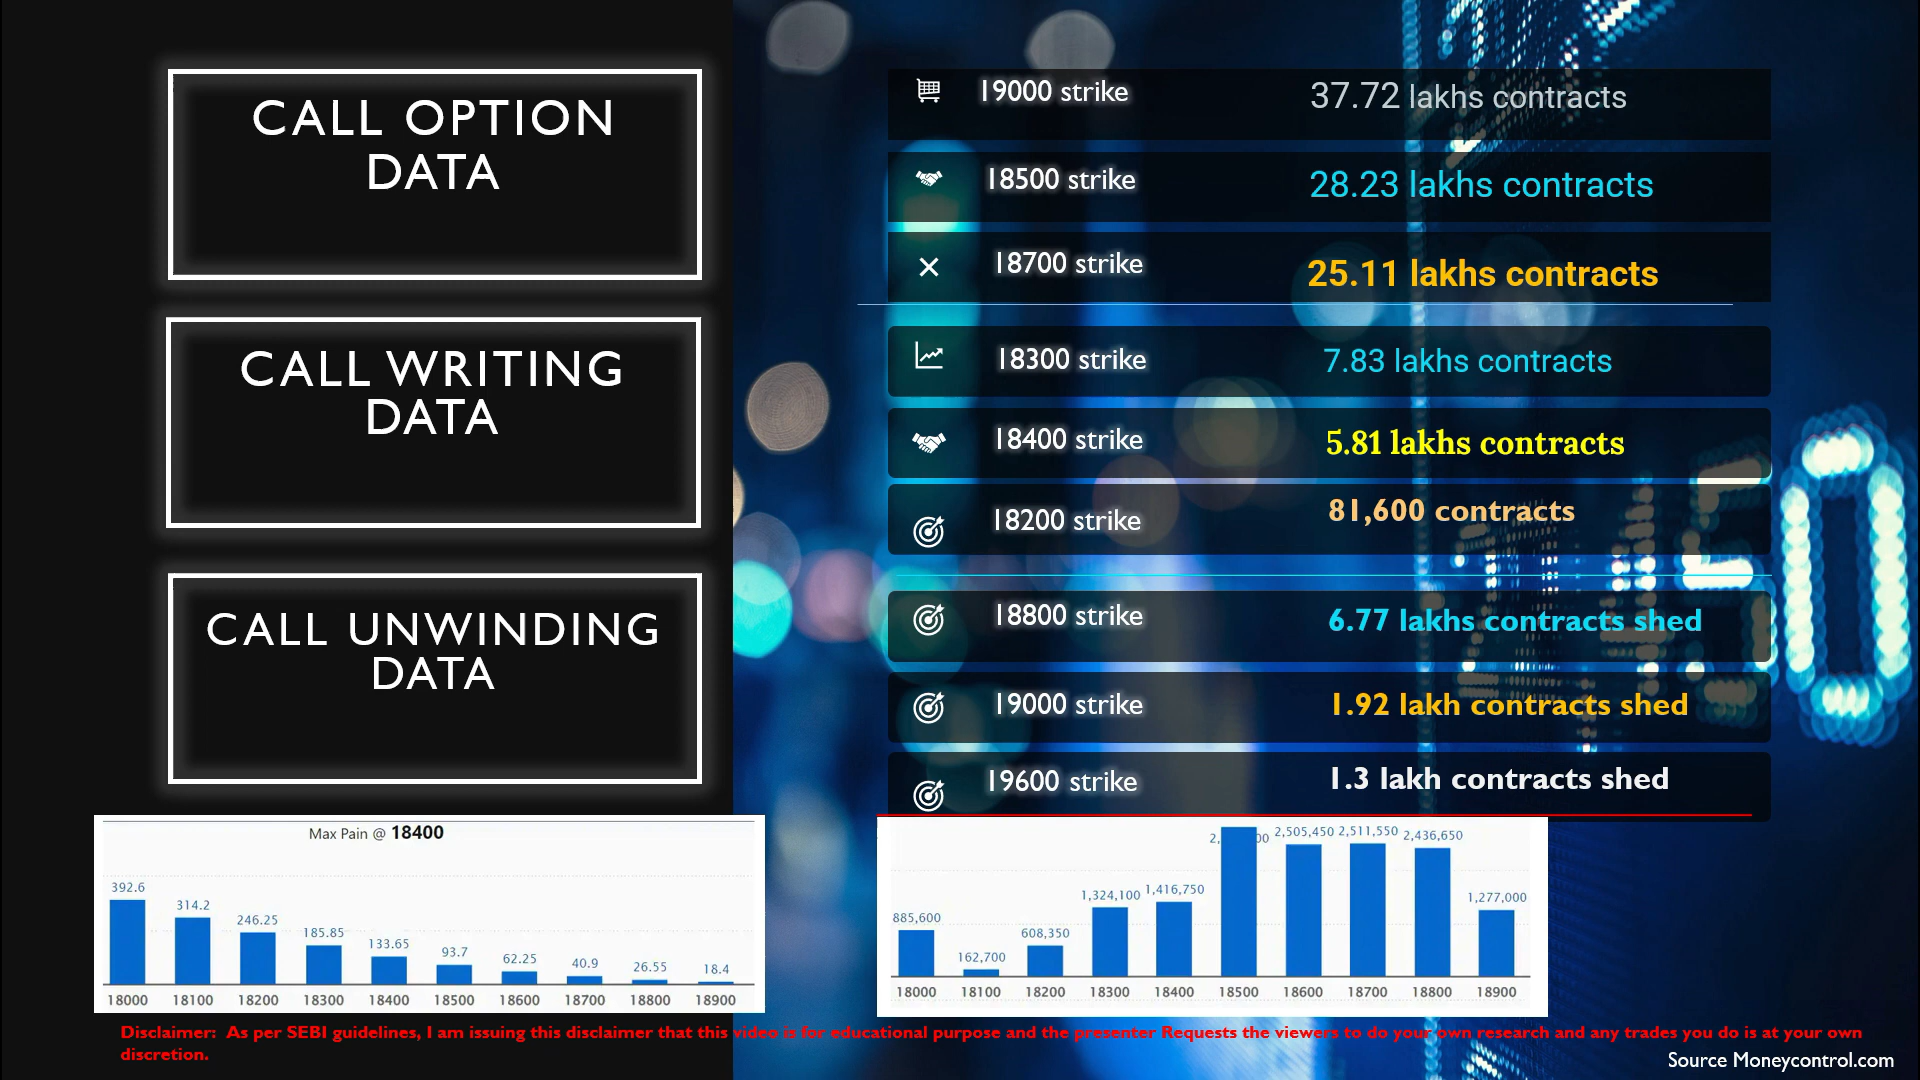 CALL OPTION
DATA
19000 strike 37.72 lakhs contracts
18500 strike 28.23 lakhs contracts
18700 strike 25.11 lakhs contracts
CALL WRITING
DATA
18300 strike 7.83 lakhs contracts
18400 strike 5.81 lakhs contracts
18200 strike 81,600 contracts
CALL UNWINDING
DATA
18800 strike 6.77 lakhs contracts shed
19000 strike 1.92 lakh contracts shed
19600 strike 1.3 lakh contracts shed
Max Pain @ 18400
392.6 314.2 246.25 185.85 133.65 93.7 62.25 40.9 26.55 18.4
18000 18100 18200 18300 18400 18500 18600 18700 18800 18900
885,600 162,700 608,350 1,324,100 1,416,750 2,505,450 2,511,550 2,436,650 1,277,000
18000 18100 18200 18300 18400 18500 18600 18700 18800 18900
Disclaimer: As per SEBI guidelines, I am issuing this disclaimer that this video is for educational purpose and the presenter Requests the viewers to do your own research and any trades you do is at your own
discretion.
Source Moneycontrol.com